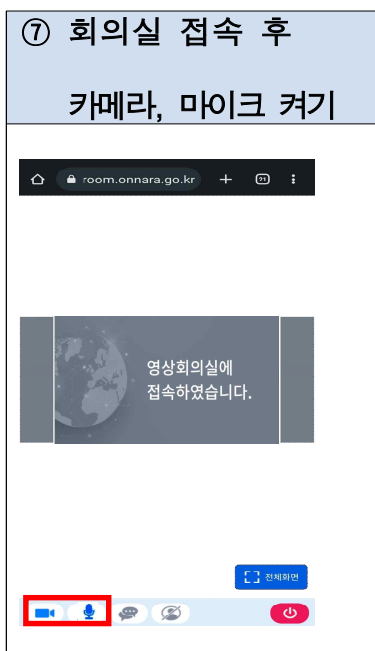 ⑦ 회의실 접속 후
카메라, 마이크 켜기
room.onnara.go.kr
영상회의실에
접속하였습니다.
전체화면